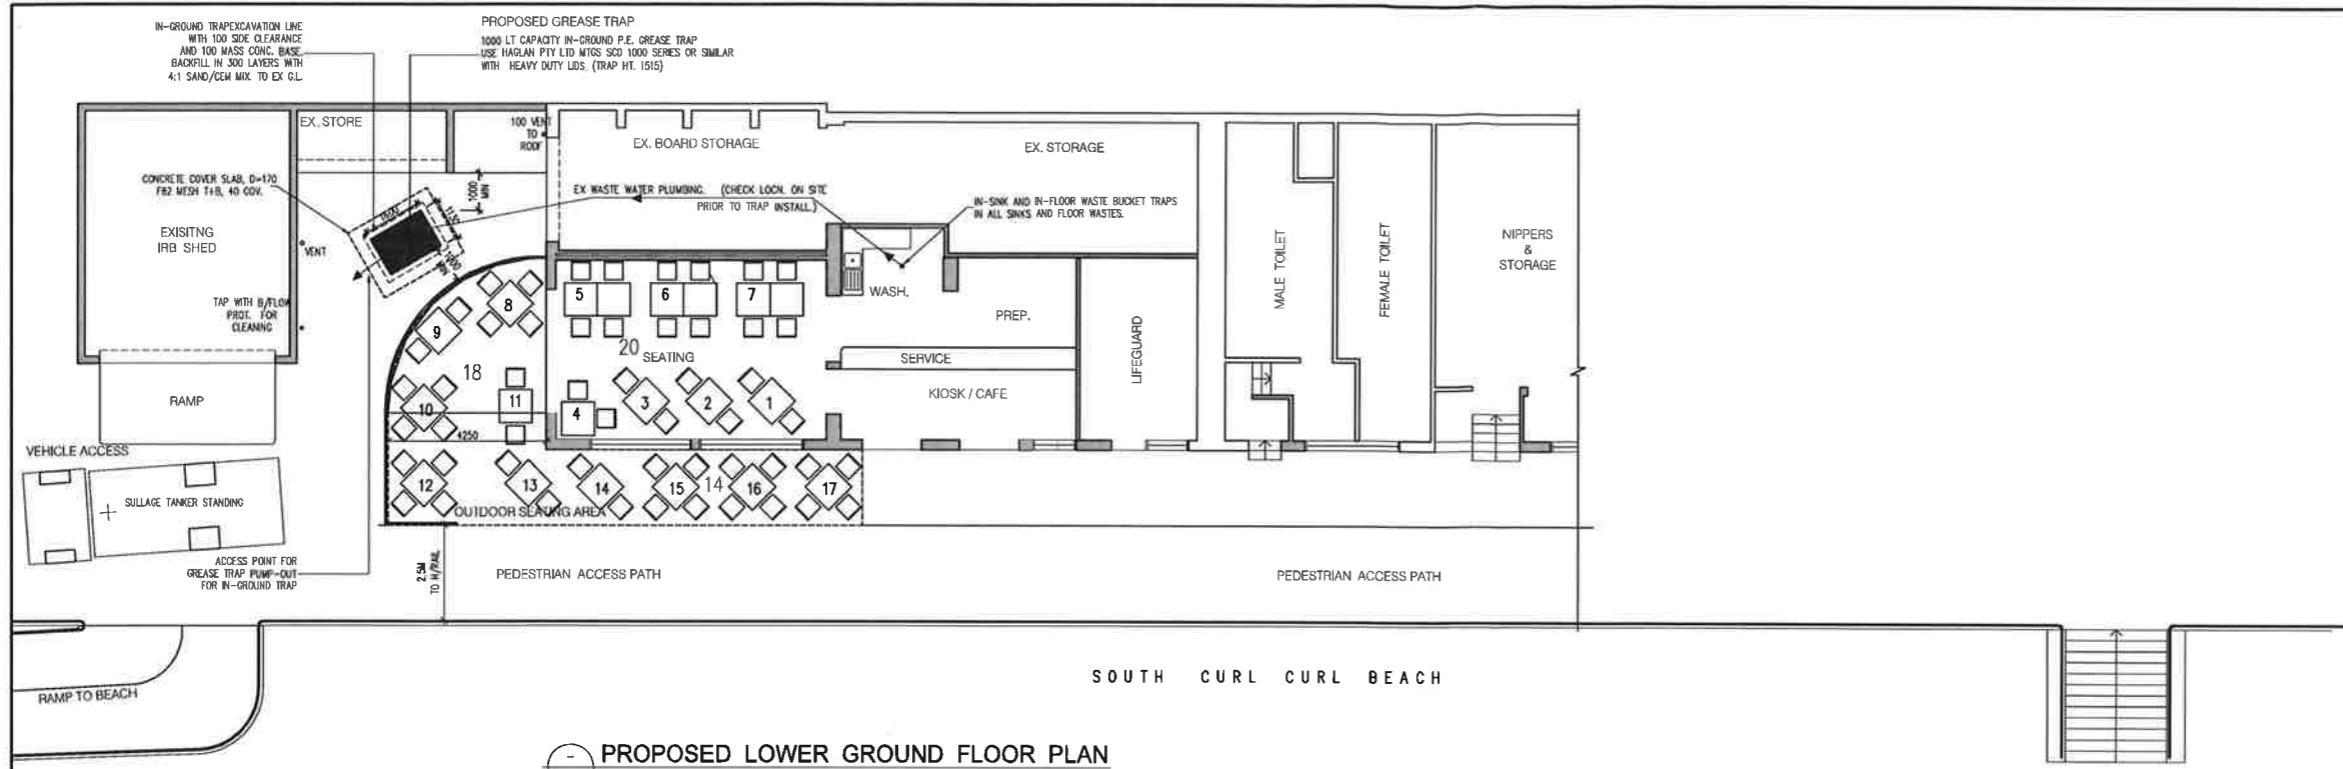 IN-GROUND TRAPEXCAVATION LINE
WITH 100 SIDE CLEARANCE
AND 100 MASS CONC. BASE.
BACKFILL IN 300 LAYERS WITH
4:1 SAND/CEM MIX. TO EX G.L.
PROPOSED GREASE TRAP
1000 LT CAPACITY IN-GROUND P.E. GREASE TRAP
USE HAGLAN PTY LTD MTGS SCD 1000 SERIES OR SIMILAR
WITH HEAVY DUTY LIDS. (TRAP HT. 1515)
EX. STORE
100 VENT
TO
ROOF
EX. BOARD STORAGE
EX. STORAGE
CONCRETE COVER SLAB, D=170
F82 MESH T+B, 40 COV.
1000
MIN
EX WASTE WATER PLUMBING. (CHECK LOCN. ON SITE
PRIOR TO TRAP INSTALL.)
IN-SINK AND IN-FLOOR WASTE BUCKET TRAPS
IN ALL SINKS AND FLOOR WASTES.
1130
EXISITNG
IRB SHED
VENT
1000
MIN
TAP WITH B/FLOW
PROT. FOR
CLEANING
5
6
7
8
9
WASH.
PREP.
20
SEATING
SERVICE
18
KIOSK / CAFE
LIFEGUARD
MALE TOILET
FEMALE TOILET
NIPPERS
&
STORAGE
RAMP
10
11
4
3
2
1
4250
VEHICLE ACCESS
SULLAGE TANKER STANDING
12
13
14
15
14
16
17
OUTDOOR SEATING AREA
ACCESS POINT FOR
GREASE TRAP PUMP-OUT
FOR IN-GROUND TRAP
2.5M
TO H/RAIL
PEDESTRIAN ACCESS PATH
PEDESTRIAN ACCESS PATH
RAMP TO BEACH
SOUTH CURL CURL BEACH
- PROPOSED LOWER GROUND FLOOR PLAN